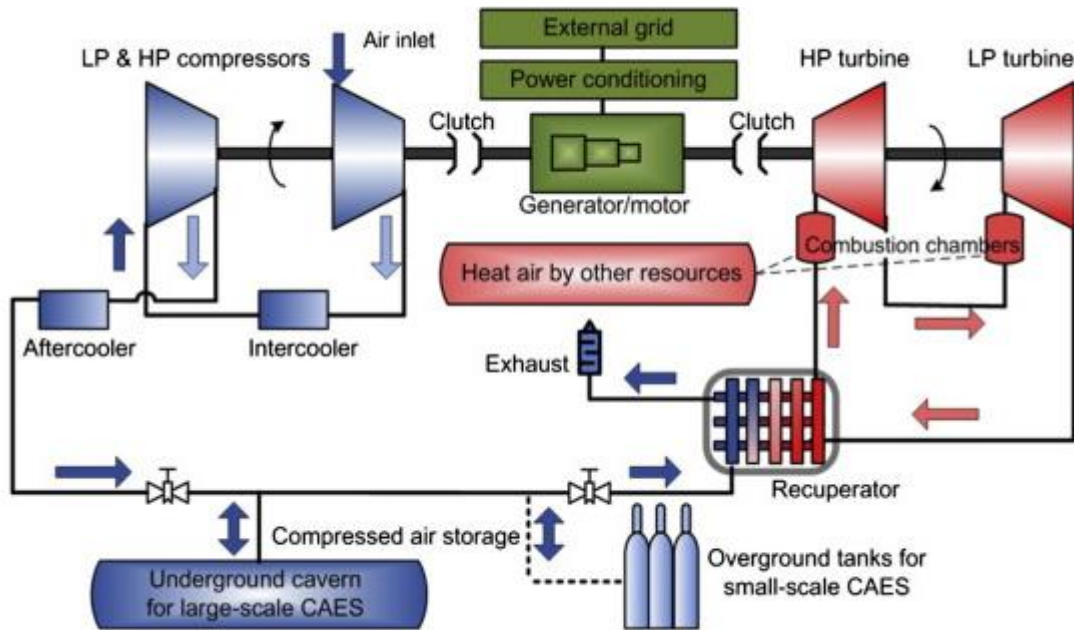 External grid
Air inlet
LP & HP compressors
HP turbine
LP turbine
Power conditioning
Clutch
Clutch
Generator/motor
Combustion chambers
Heat air by other resources
Aftercooler
Intercooler
Exhaust
Recuperator
Compressed air storage
Overground tanks for
small-scale CAES
Underground cavern
for large-scale CAES